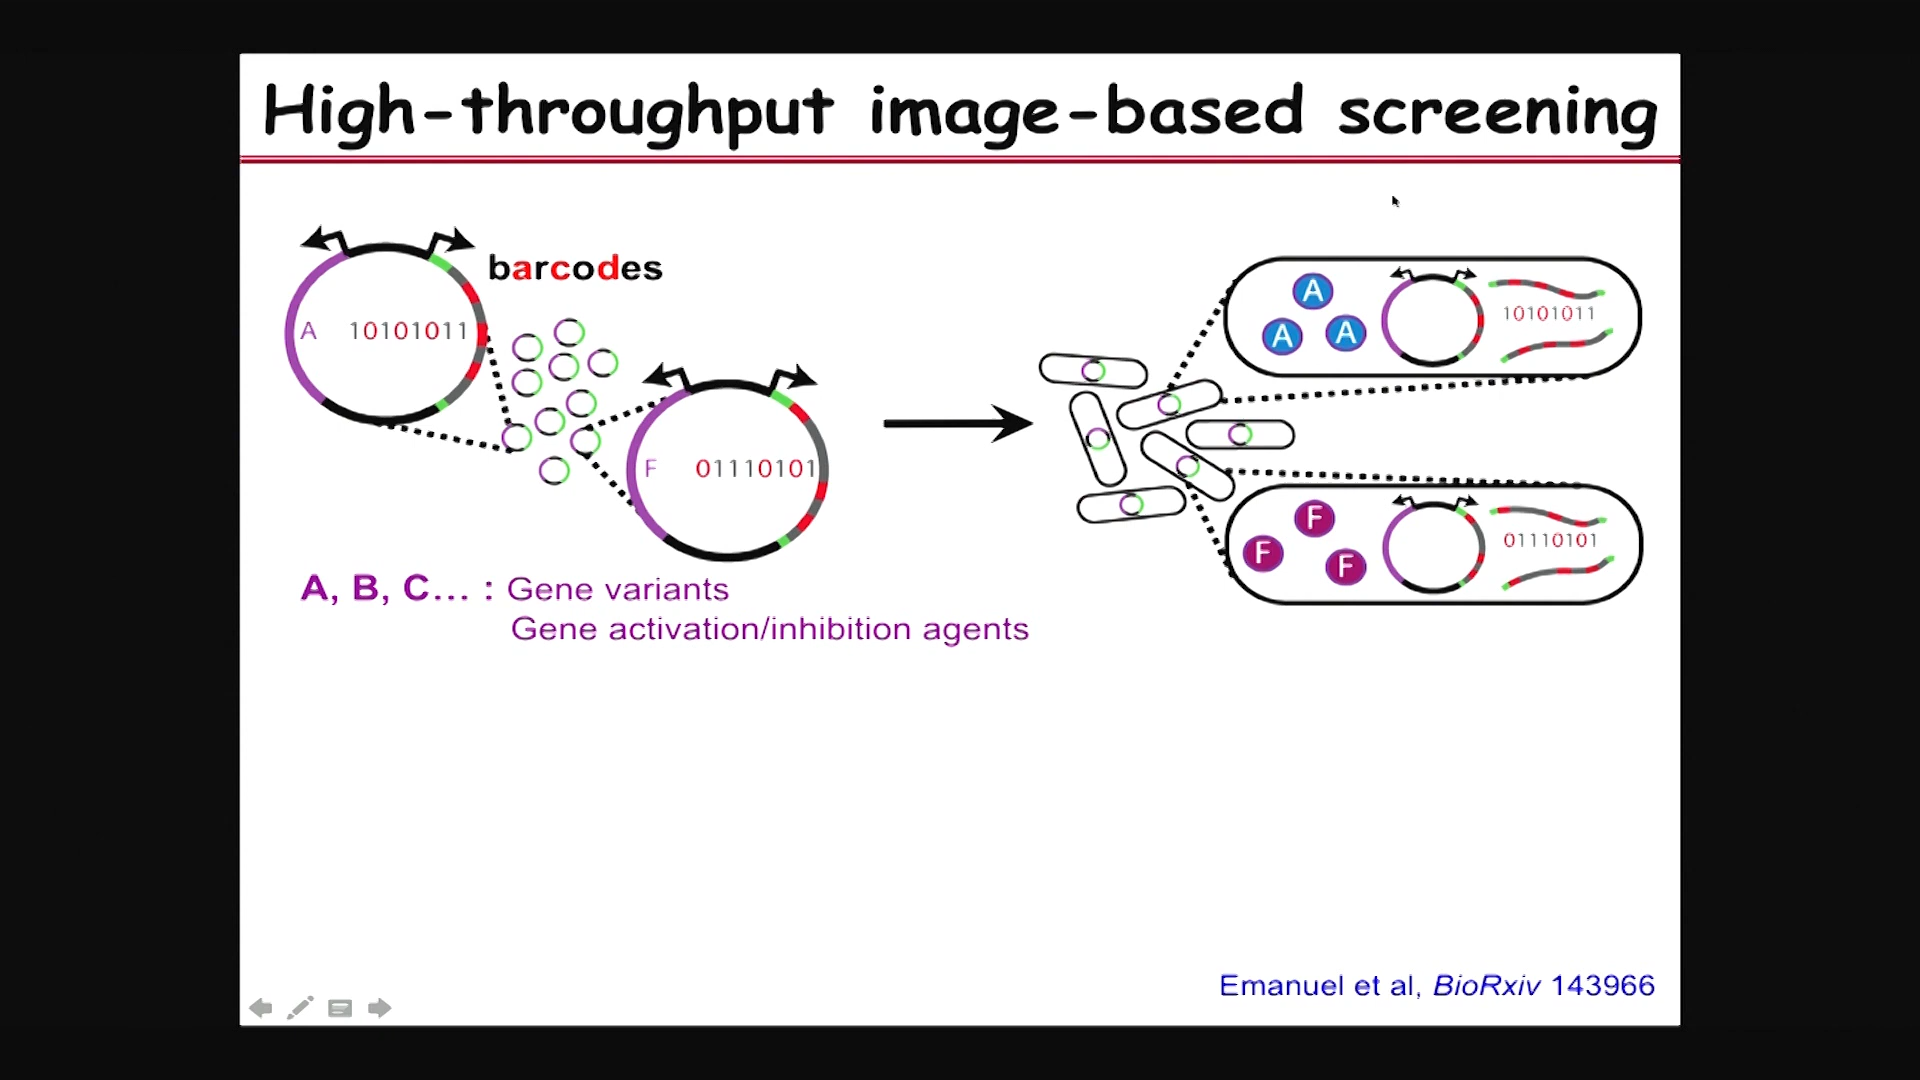 High-throughput image-based screening
barcodes
A 10101011
F 01110101
A
A
A
10101011
F
F
F
01110101
A, B, C... : Gene variants
Gene activation/inhibition agents
Emanuel et al, BioRxiv 143966